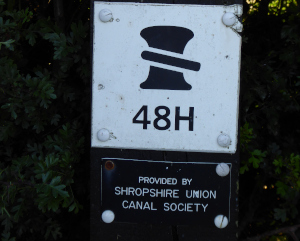 48H
PROVIDED BY
SHROPSHIRE UNION
CANAL SOCIETY